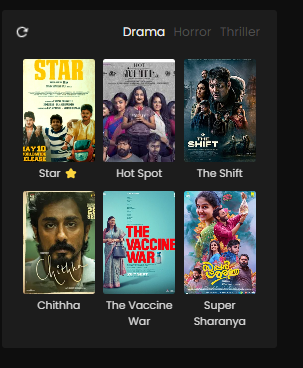 Drama Horror Thriller
STAR
MAY 10
RELEASE
HOT
SPOT
THE
SHIFT
Star
Hot Spot
The Shift
Chithha
THE
VACCINE
WAR
Chithha
The Vaccine
War
Super
Sharanya